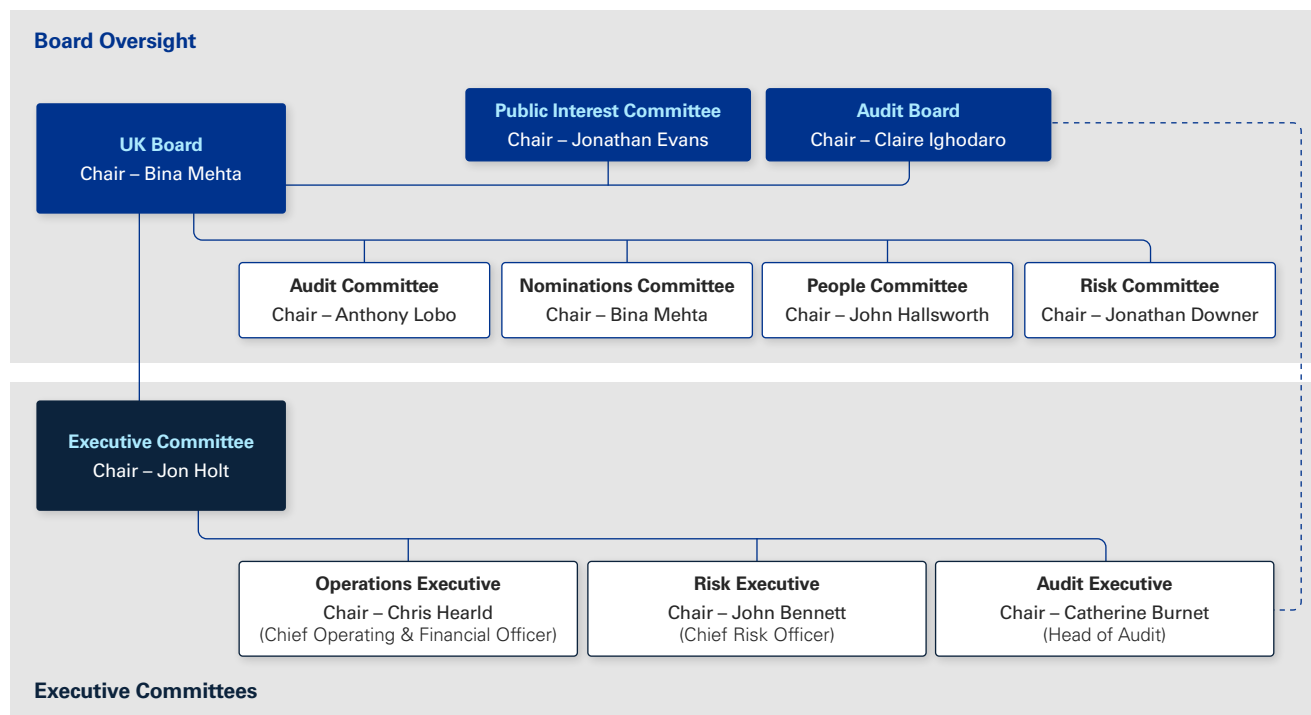 Board Oversight
UK Board
Chair – Bina Mehta
Public Interest Committee
Chair – Jonathan Evans
Audit Board
Chair – Claire Ighodaro
Audit Committee
Chair – Anthony Lobo
Nominations Committee
Chair – Bina Mehta
People Committee
Chair – John Hallsworth
Risk Committee
Chair – Jonathan Downer
Executive Committee
Chair – Jon Holt
Operations Executive
Chair – Chris Hearld
(Chief Operating & Financial Officer)
Risk Executive
Chair – John Bennett
(Chief Risk Officer)
Audit Executive
Chair – Catherine Burnet
(Head of Audit)
Executive Committees